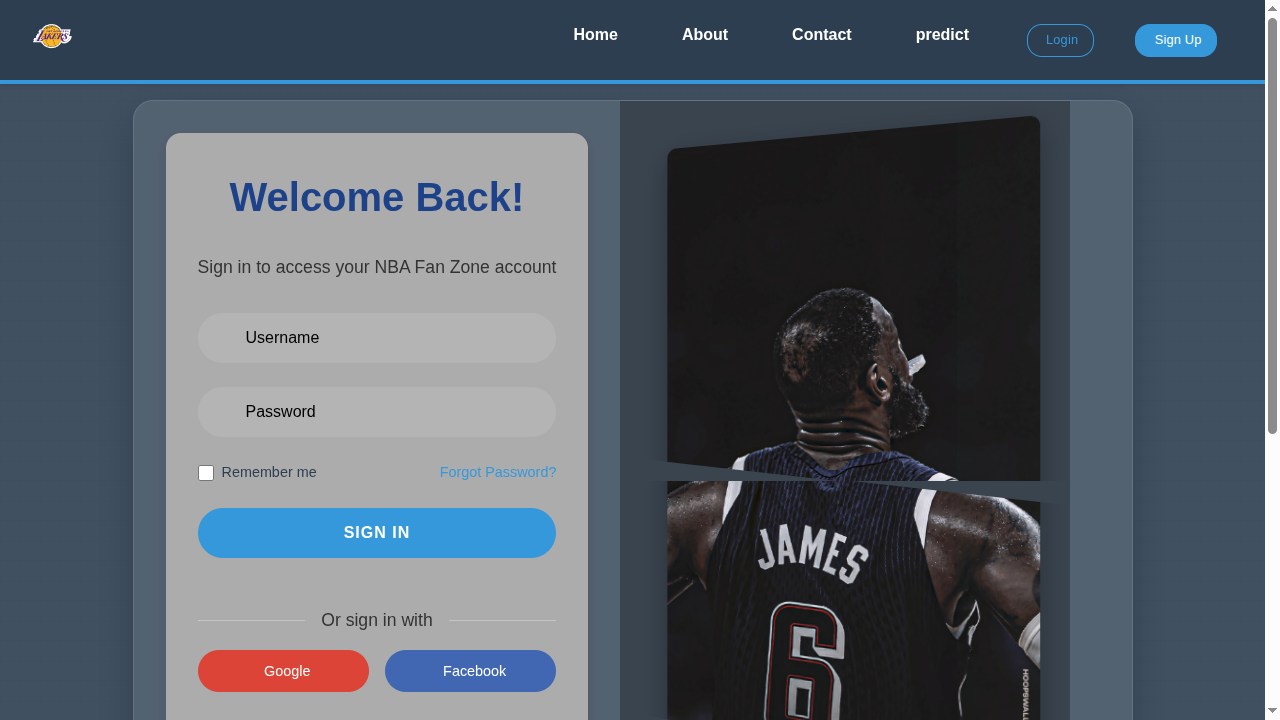 LAKERS
Home
About
Contact
predict
Login
Sign Up
Welcome Back!
Sign in to access your NBA Fan Zone account
Username
Password
Remember me
Forgot Password?
SIGN IN
Or sign in with
Google
Facebook
JAMES
6